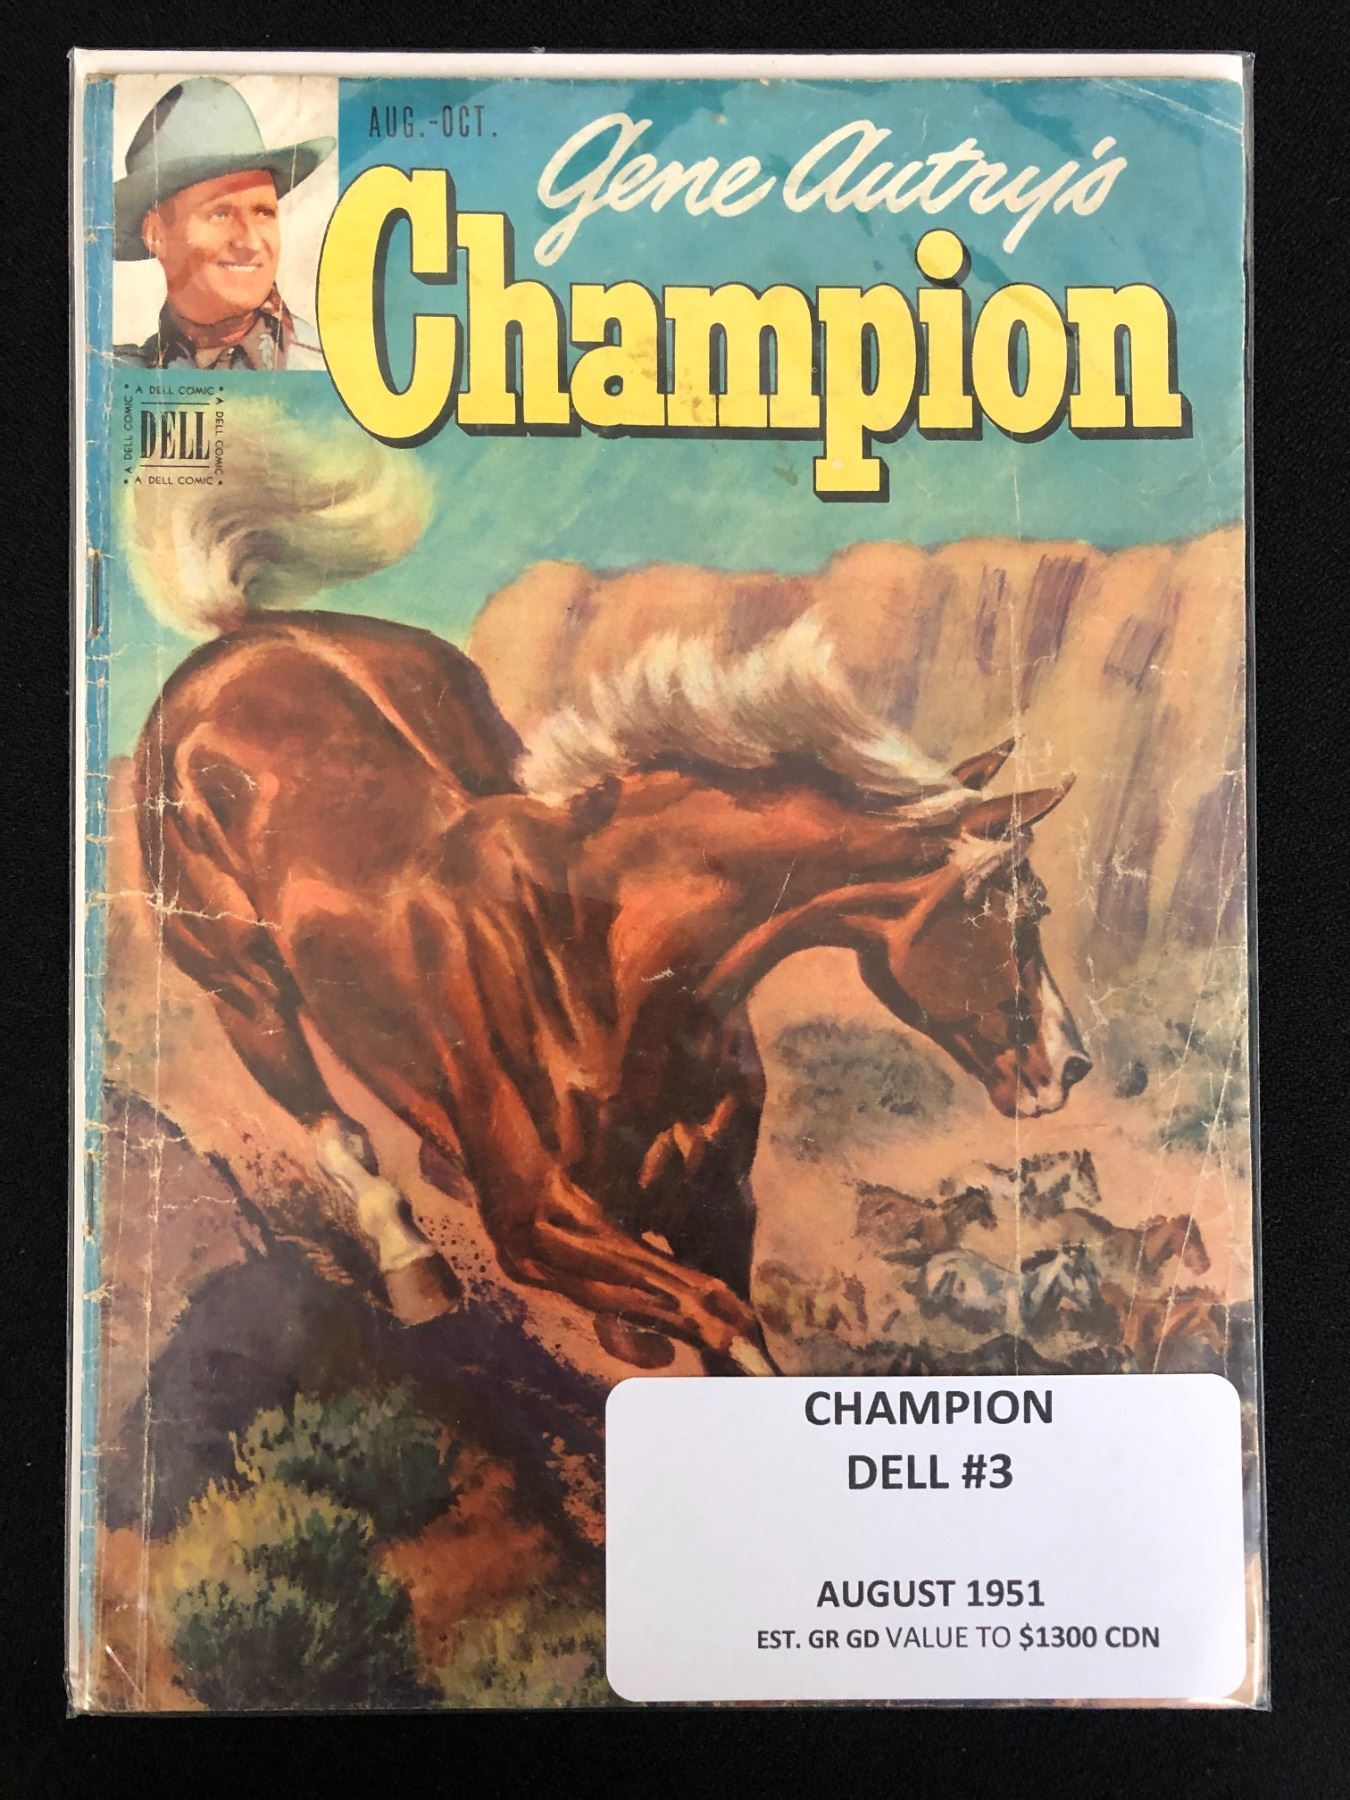 AUG.-OCT.
Gene Autry's
Champion
• A DELL COMIC •
A DELL COMIC
DELL
A DELL COMIC
• A DELL COMIC •
CHAMPION
DELL #3
AUGUST 1951
EST. GR GD VALUE TO $1300 CDN